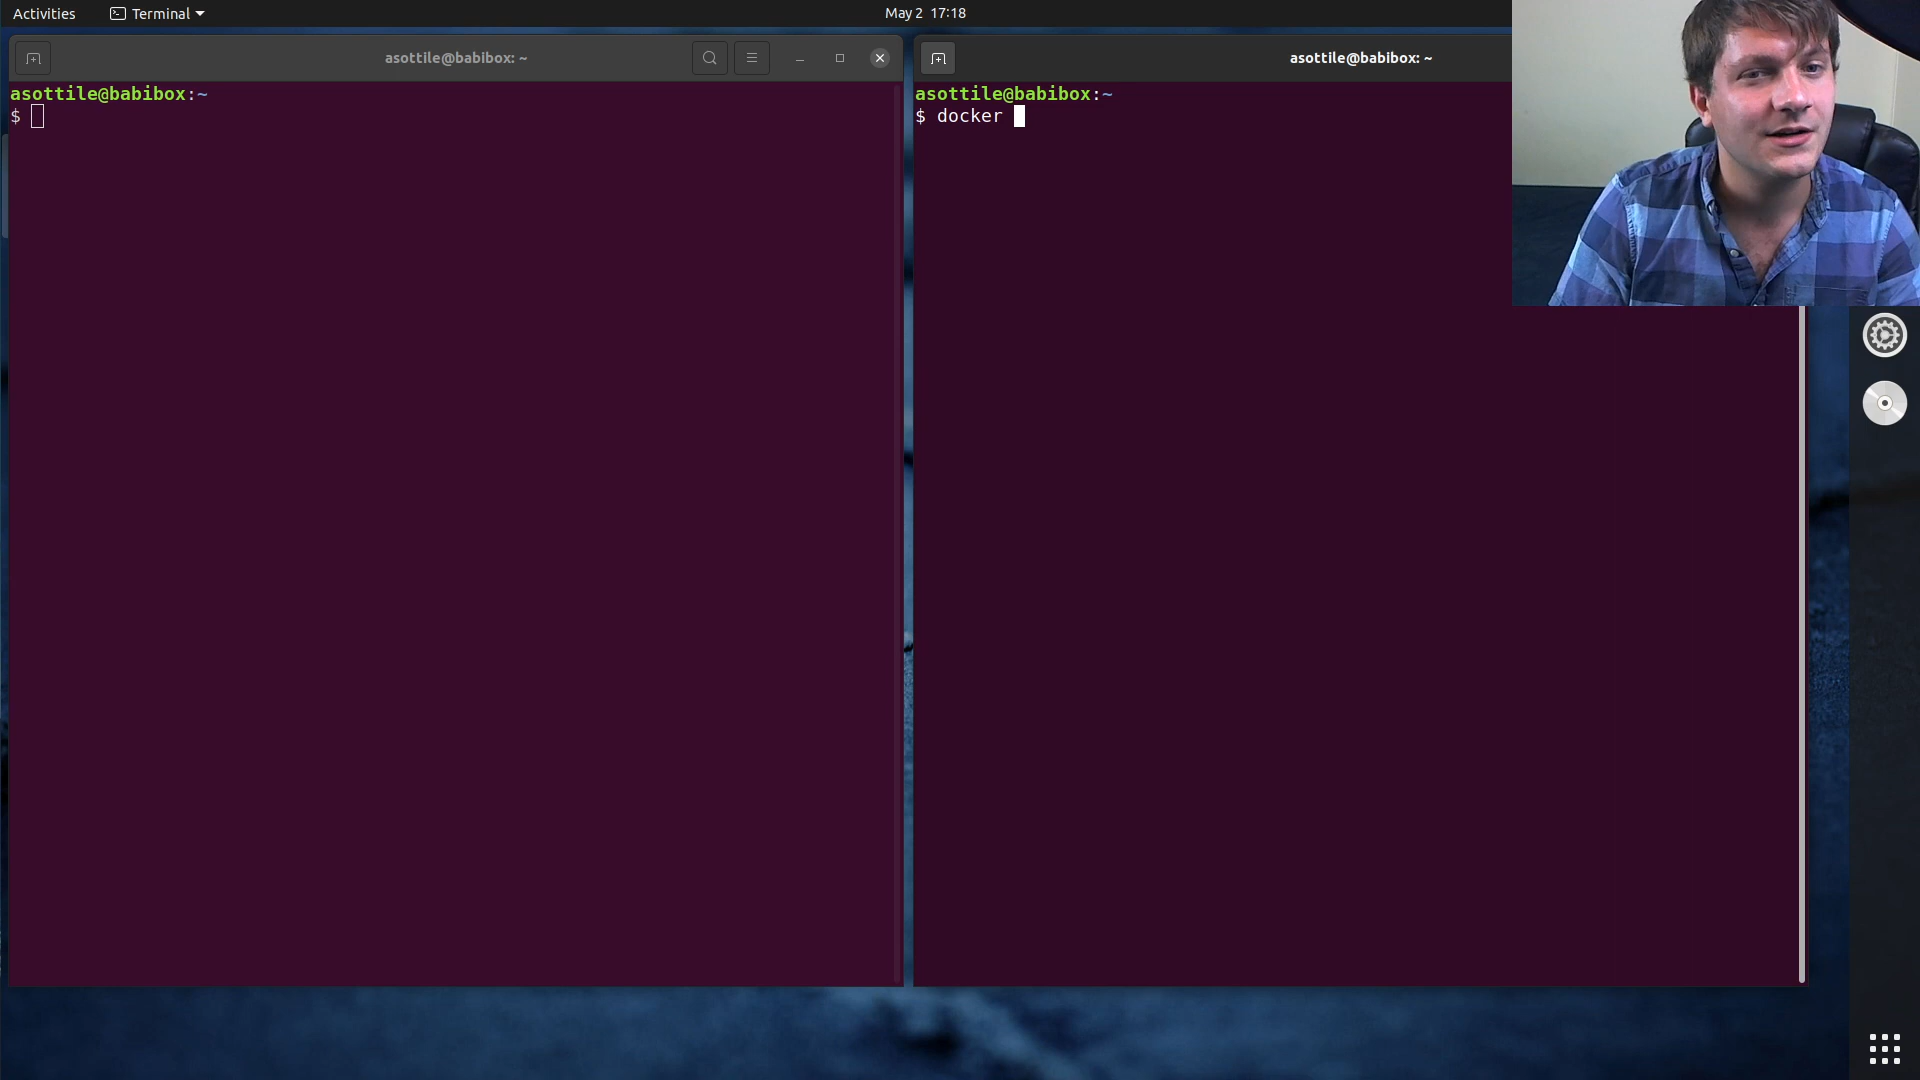 Activities Terminal May 2 17:18
asottile@babibox: ~
asottile@babibox:~
$
asottile@babibox: ~
asottile@babibox:~
$ docker